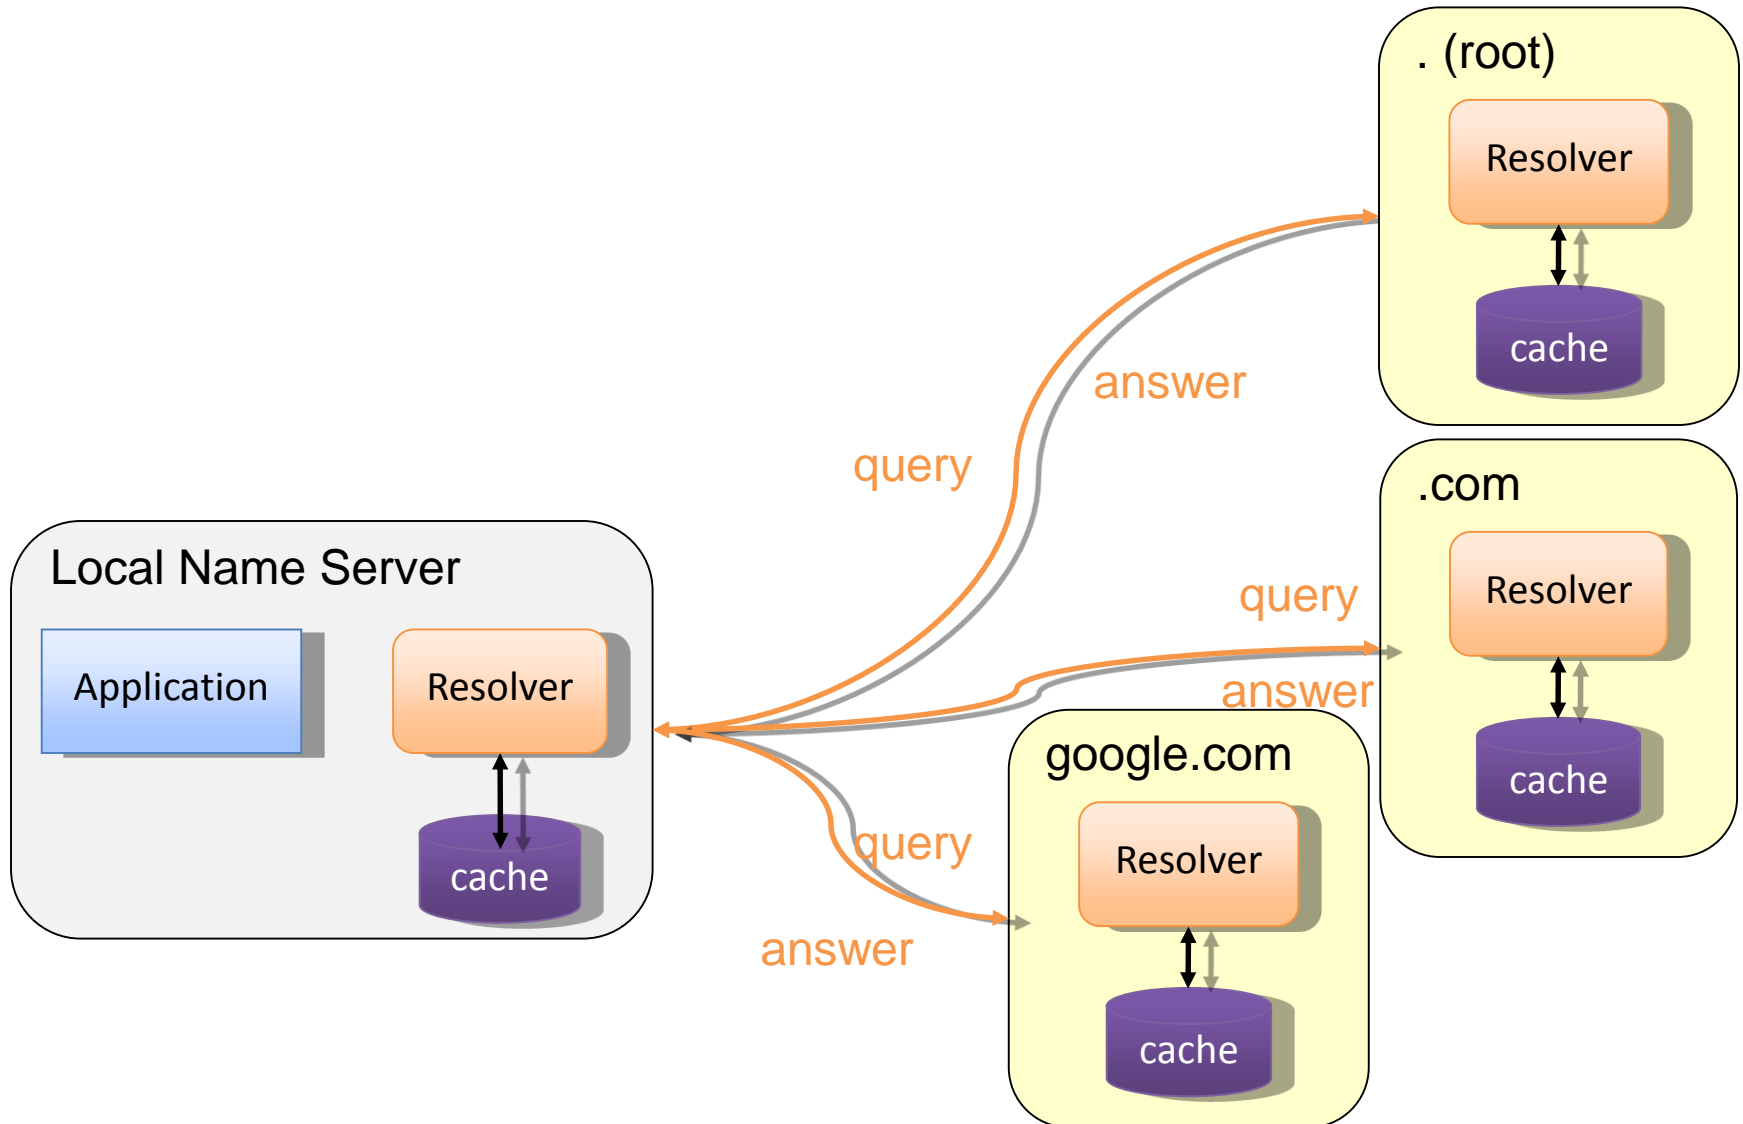 . (root)
Resolver
cache
answer
query
.com
Resolver
cache
query
answer
Local Name Server
Application
Resolver
cache
google.com
Resolver
cache
query
answer